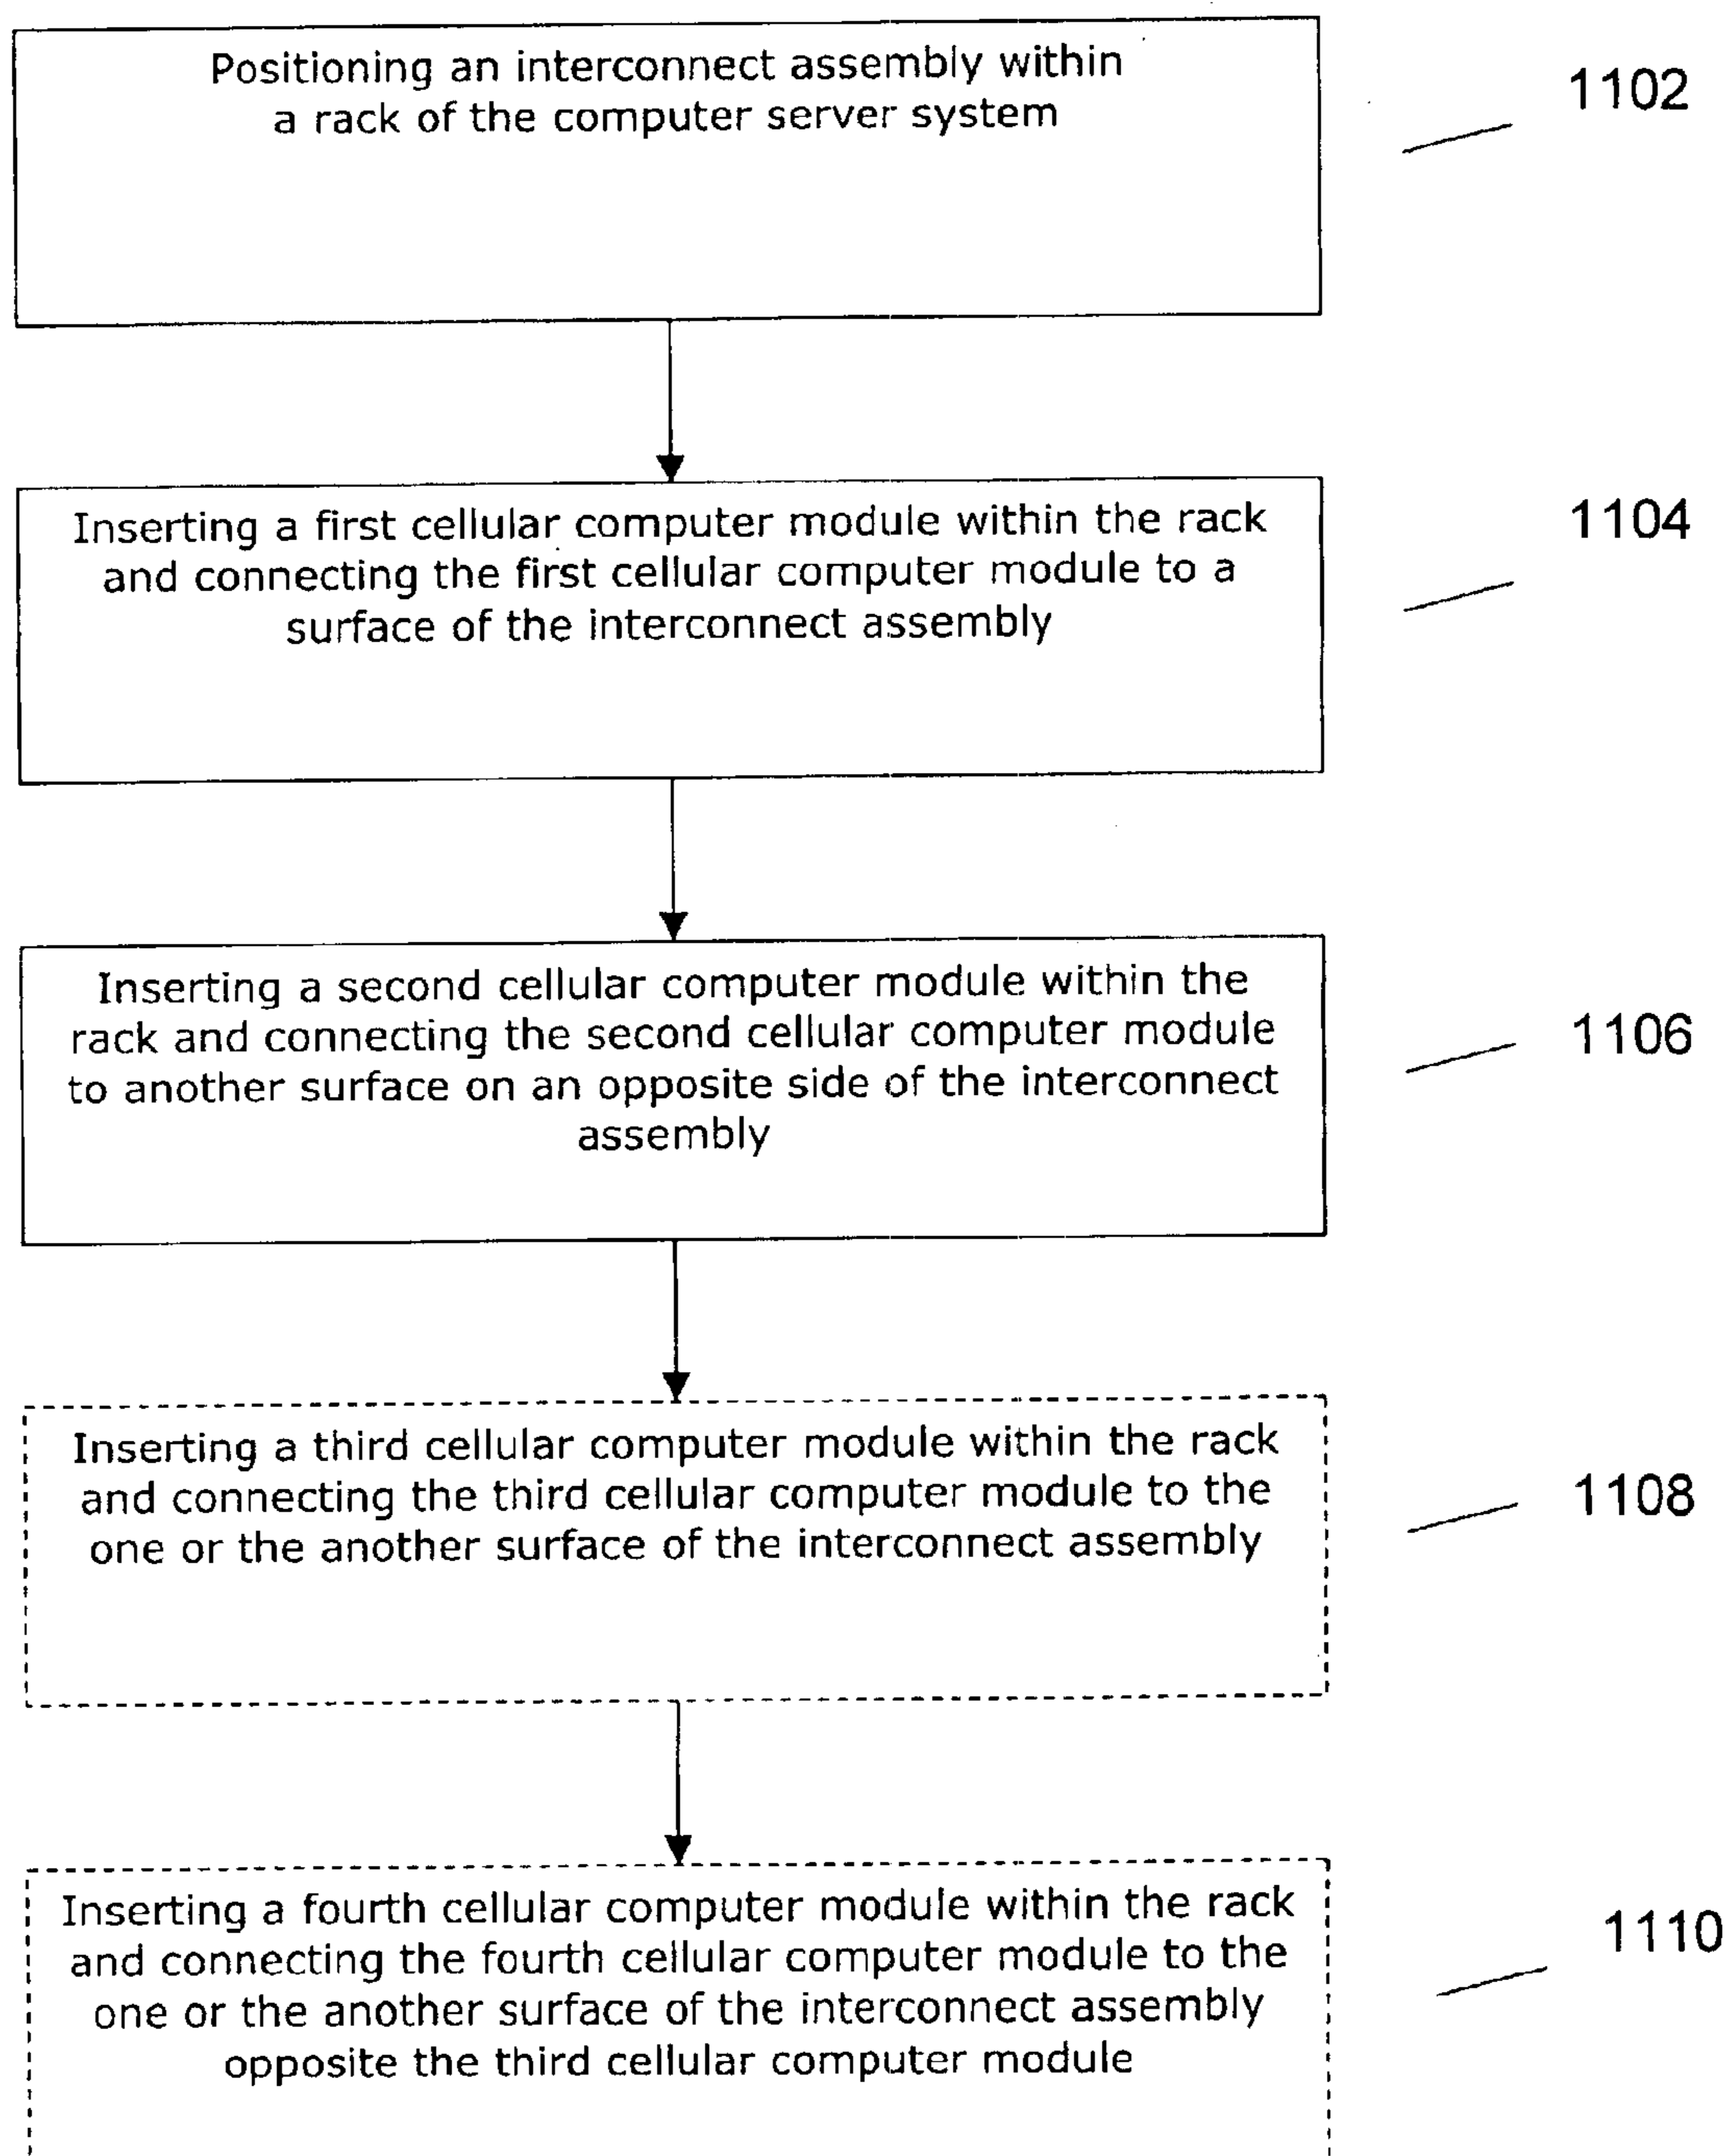 Positioning an interconnect assembly within
a rack of the computer server system
1102
Inserting a first cellular computer module within the rack
and connecting the first cellular computer module to a
surface of the interconnect assembly
1104
Inserting a second cellular computer module within the
rack and connecting the second cellular computer module
to another surface on an opposite side of the interconnect
assembly
1106
Inserting a third cellular computer module within the rack
and connecting the third cellular computer module to the
one or the another surface of the interconnect assembly
1108
Inserting a fourth cellular computer module within the rack
and connecting the fourth cellular computer module to the
one or the another surface of the interconnect assembly
opposite the third cellular computer module
1110